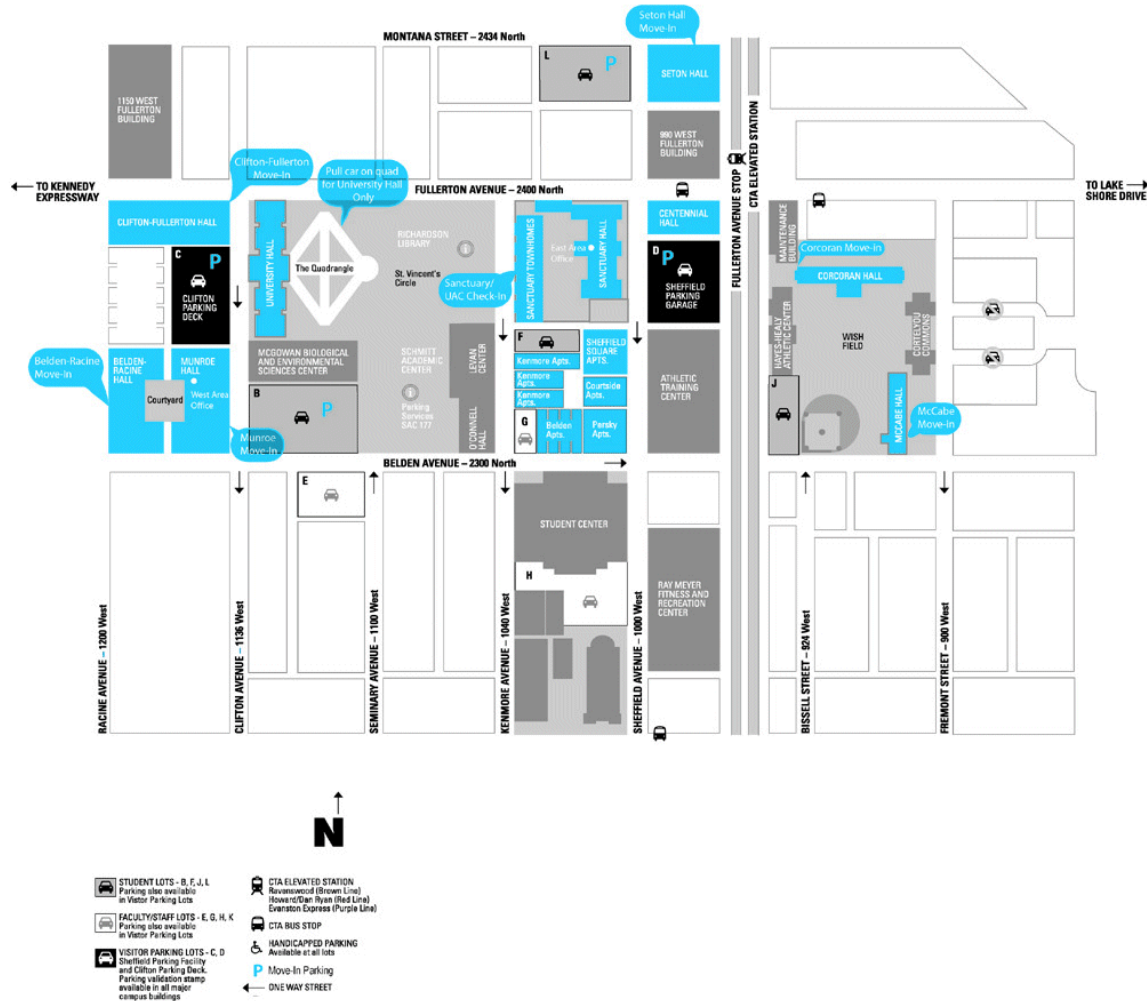 Seton Hall
Move-In
MONTANA STREET – 2434 North
L
P
SETON HALL
1150 WEST
FULLERTON
BUILDING
990 WEST
FULLERTON
BUILDING
FULLERTON AVENUE STOP
CTA ELEVATED STATION
Clifton-Fullerton
Move-In
Pull car on quad
for University Hall
Only
TO KENNEDY
EXPRESSWAY
FULLERTON AVENUE – 2400 North
TO LAKE
SHORE DRIVE
CLIFTON-FULLERTON HALL
UNIVERSITY HALL
The Quadrangle
RICHARDSON
LIBRARY
i
St. Vincent's
Circle
SANCTUARY TOWNHOMES
East Area
Office
SANCTUARY HALL
CENTENNIAL
HALL
MAINTENANCE
BUILDING
Corcoran Move-in
CORCORAN HALL
C
CLIFTON
PARKING
DECK
D
P
SHEFFIELD
PARKING
GARAGE
Sanctuary/
UAC Check-In
HAYES-HEALY
ATHLETIC CENTER
WISH
FIELD
CORTELYOU
COMMONS
Belden-Racine
Move-In
BELDEN-
RACINE
HALL
MUNROE
HALL
Courtyard
West Area
Office
Munroe
Move-In
MCGOWAN BIOLOGICAL
AND ENVIRONMENTAL
SCIENCES CENTER
B
P
SCHMITT
ACADEMIC
CENTER
i
Parking
Services
SAC 177
LEVAN
CENTER
O'CONNELL
HALL
F
SHEFFIELD
SQUARE
APTS.
Kenmore Apts.
Kenmore
Apts.
Kenmore
Apts.
Courtside
Apts.
G
Belden
Apts.
Persky
Apts.
ATHLETIC
TRAINING
CENTER
J
MCCABE HALL
McCabe
Move-In
BELDEN AVENUE – 2300 North
E
STUDENT CENTER
H
RAY MEYER
FITNESS AND
RECREATION
CENTER
RACINE AVENUE – 1200 West
CLIFTON AVENUE – 1136 West
SEMINARY AVENUE – 1100 West
KENMORE AVENUE – 1040 West
SHEFFIELD AVENUE – 1000 West
BISSELL STREET – 924 West
FREMONT STREET – 900 West
N
STUDENT LOTS - B, F, J, L
Parking also available
in Vistor Parking Lots
FACULTY/STAFF LOTS - E, G, H, K
Parking also available
in Vistor Parking Lots
VISITOR PARKING LOTS - C, D
Sheffield Parking Facility
and Clifton Parking Deck.
Parking validation stamp
available in all major
campus buildings
CTA ELEVATED STATION
Ravenswood (Brown Line)
Howard/Dan Ryan (Red Line)
Evanston Express (Purple Line)
CTA BUS STOP
HANDICAPPED PARKING
Available at all lots
P Move-In Parking
ONE WAY STREET